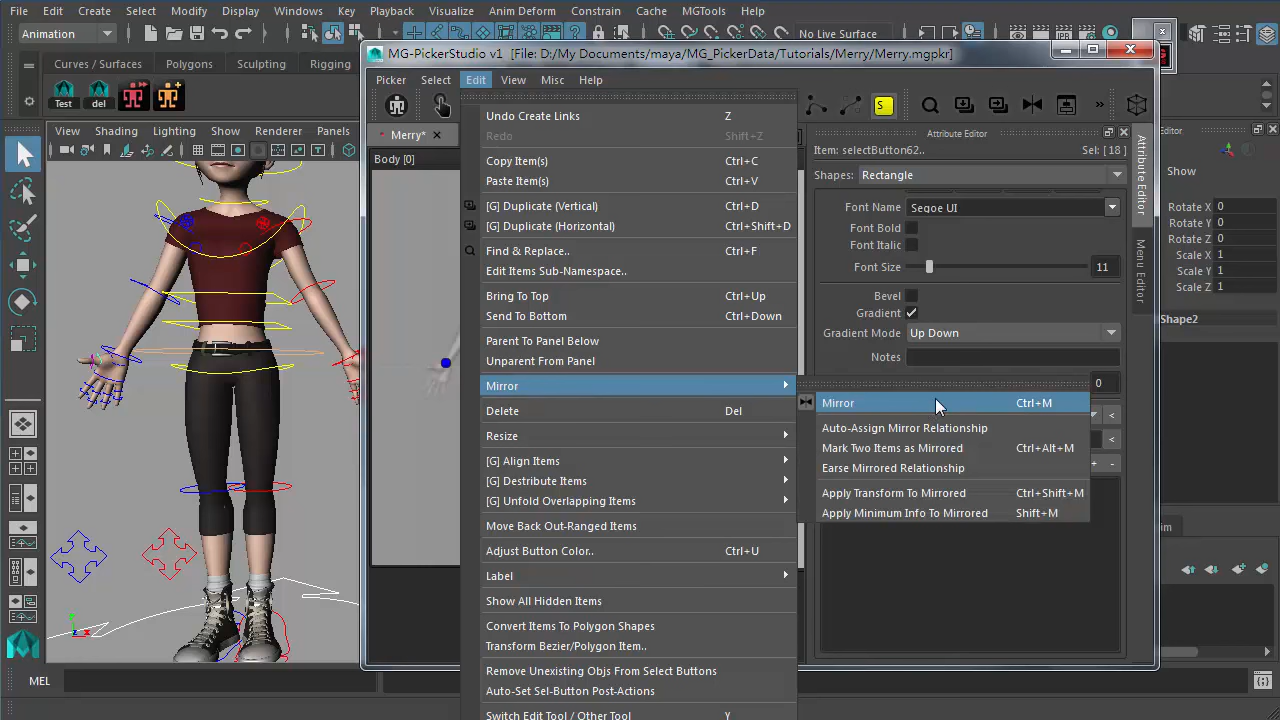 File Edit Create Select Modify Display Windows Key Playback Visualize Anim Deform Constrain Cache MGTools Help
Animation
No Live Surface
MG-PickerStudio v1 [File: D:/My Documents/maya/MG_PickerData/Tutorials/Merry/Merry.mgpkr]
Curves / Surfaces Polygons Sculpting Rigging
Test del
Picker Select Edit View Misc Help
S
»
View Shading Lighting Show Renderer Panels
Merry*
Body [0]
Undo Create Links Z
Redo Shift+Z
Copy Item(s) Ctrl+C
Paste Item(s) Ctrl+V
[G] Duplicate (Vertical) Ctrl+D
[G] Duplicate (Horizontal) Ctrl+Shift+D
Find & Replace.. Ctrl+F
Edit Items Sub-Namespace..
Bring To Top Ctrl+Up
Send To Bottom Ctrl+Down
Parent To Panel Below
Unparent From Panel
Mirror
Delete Del
Resize
[G] Align Items
[G] Destribute Items
[G] Unfold Overlapping Items
Move Back Out-Ranged Items
Adjust Button Color.. Ctrl+U
Label
Show All Hidden Items
Convert Items To Polygon Shapes
Transform Bezier/Polygon Item..
Remove Unexisting Objs From Select Buttons
Auto-Set Sel-Button Post-Actions
Switch Edit Tool / Other Tool Y
Mirror Ctrl+M
Auto-Assign Mirror Relationship
Mark Two Items as Mirrored Ctrl+Alt+M
Earse Mirrored Relationship
Apply Transform To Mirrored Ctrl+Shift+M
Apply Minimum Info To Mirrored Shift+M
Attribute Editor
Item: selectButton62.. Sel: [ 18 ]
Shapes: Rectangle
Font Name Segoe UI
Font Bold
Font Italic
Font Size 11
Bevel
Gradient
Gradient Mode Up Down
Notes
0
<
<
+ -
Attribute Editor
Menu Editor
Editor
Show
Rotate X 0
Rotate Y 0
Rotate Z 0
Scale X 1
Scale Y 1
Scale Z 1
Shape2
im
MEL